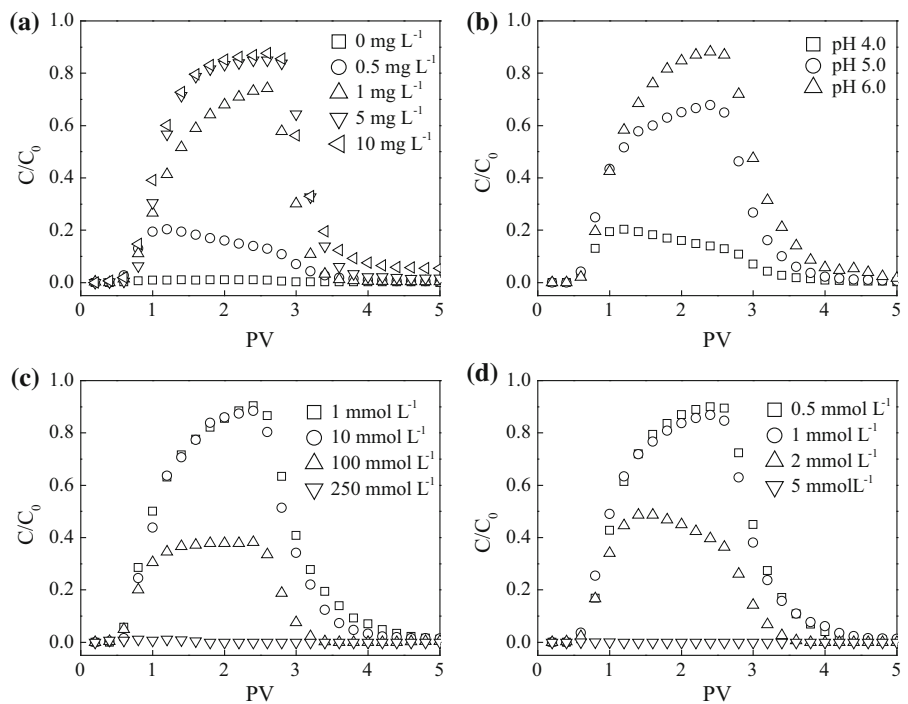 (a)
1.0
0.8
0.6
0.4
0.2
0.0
C/C₀
0 mg L⁻¹
0.5 mg L⁻¹
1 mg L⁻¹
5 mg L⁻¹
10 mg L⁻¹
0 1 2 3 4 5
PV
(b)
1.0
0.8
0.6
0.4
0.2
0.0
C/C₀
pH 4.0
pH 5.0
pH 6.0
0 1 2 3 4 5
PV
(c)
1.0
0.8
0.6
0.4
0.2
0.0
C/C₀
1 mmol L⁻¹
10 mmol L⁻¹
100 mmol L⁻¹
250 mmol L⁻¹
0 1 2 3 4 5
PV
(d)
1.0
0.8
0.6
0.4
0.2
0.0
C/C₀
0.5 mmol L⁻¹
1 mmol L⁻¹
2 mmol L⁻¹
5 mmolL⁻¹
0 1 2 3 4 5
PV